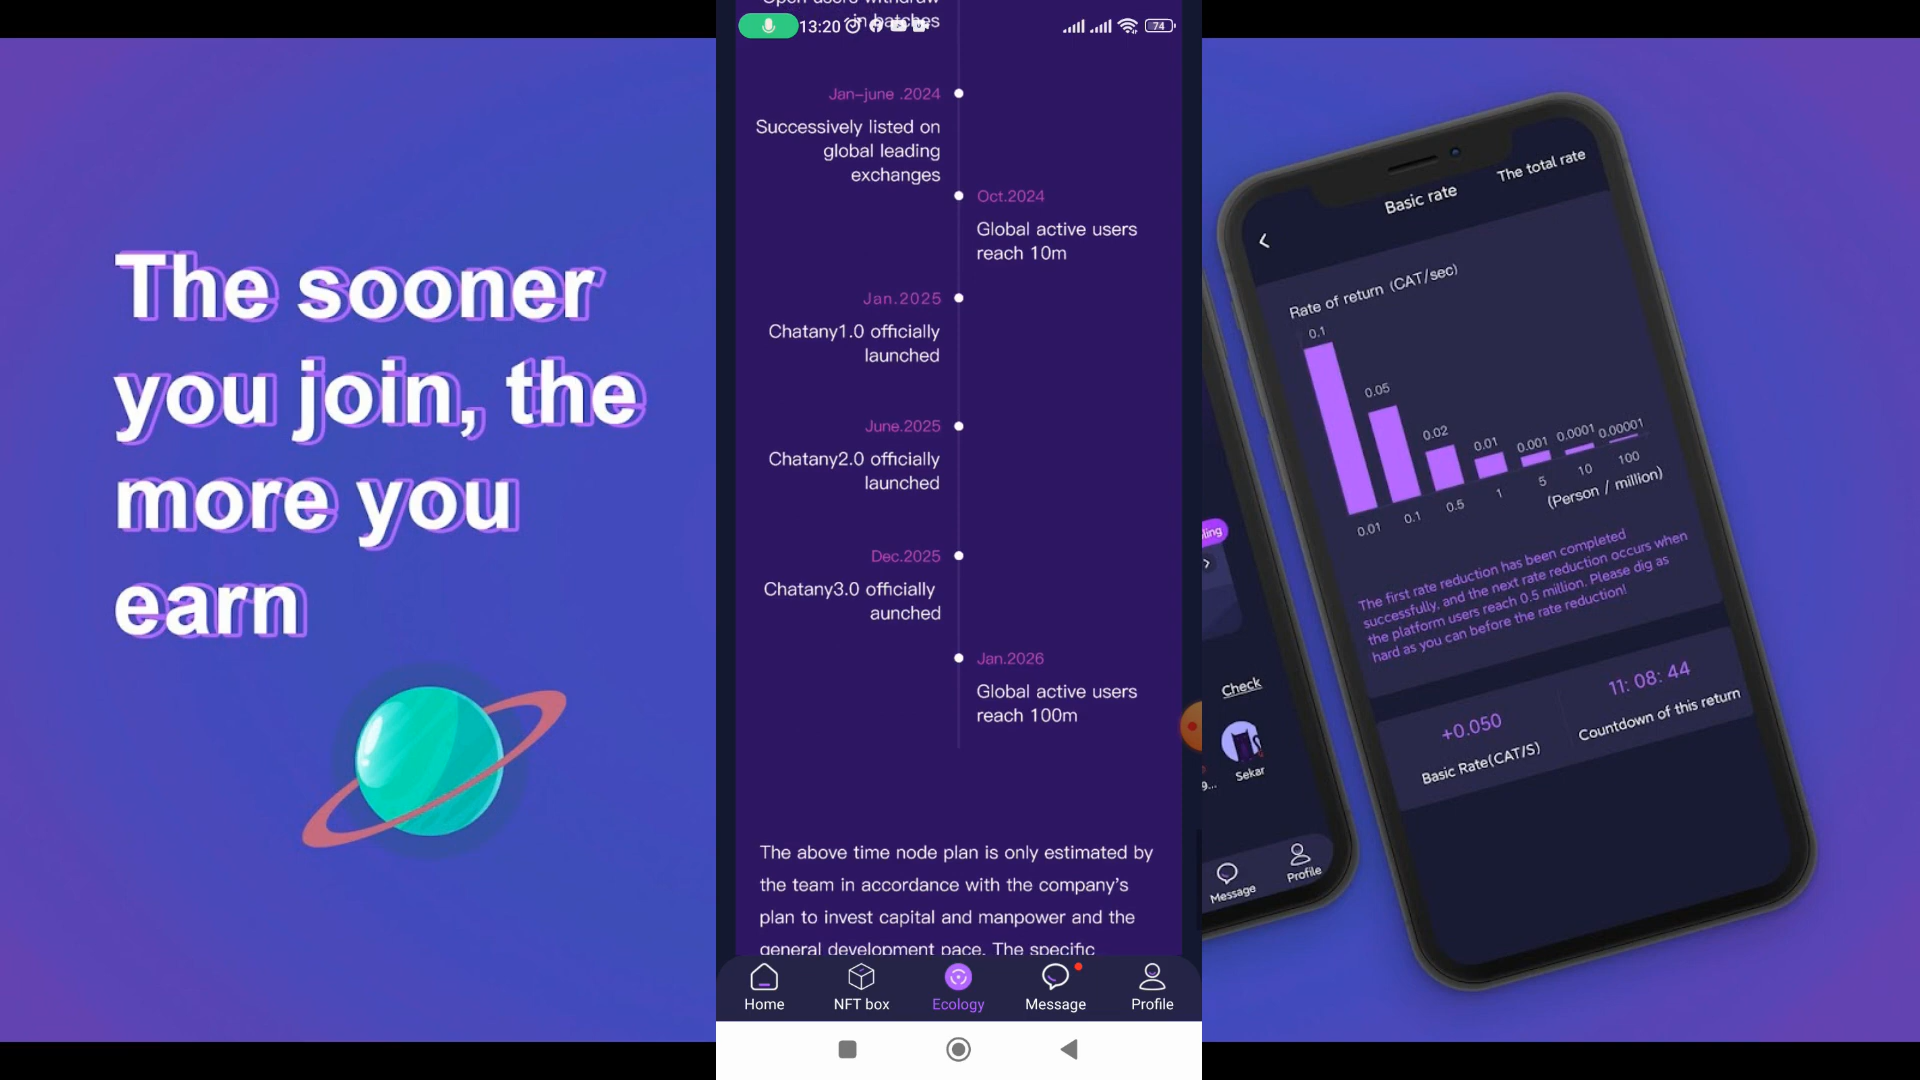 The sooner
you join, the
more you
earn
in batches
13:20
74
Jan-june .2024
Successively listed on
global leading
exchanges
Oct.2024
Global active users
reach 10m
Jan.2025
Chatany1.0 officially
launched
June.2025
Chatany2.0 officially
launched
Dec.2025
Chatany3.0 officially
aunched
Jan.2026
Global active users
reach 100m
The above time node plan is only estimated by
the team in accordance with the company's
plan to invest capital and manpower and the
general development pace. The specific
Home
NFT box
Ecology
Message
Profile
Basic rate
The total rate
Rate of return (CAT/sec)
0.1
0.05
0.02
0.01
0.001
0.0001
0.00001
0.01
0.1
0.5
1
5
10
100
(Person / million)
The first rate reduction has been completed
successfully, and the next rate reduction occurs when
the platform users reach 0.5 million. Please dig as
hard as you can before the rate reduction!
+0.050
Basic Rate(CAT/S)
11: 08: 44
Countdown of this return
Check
Sekar
9...
Message
Profile